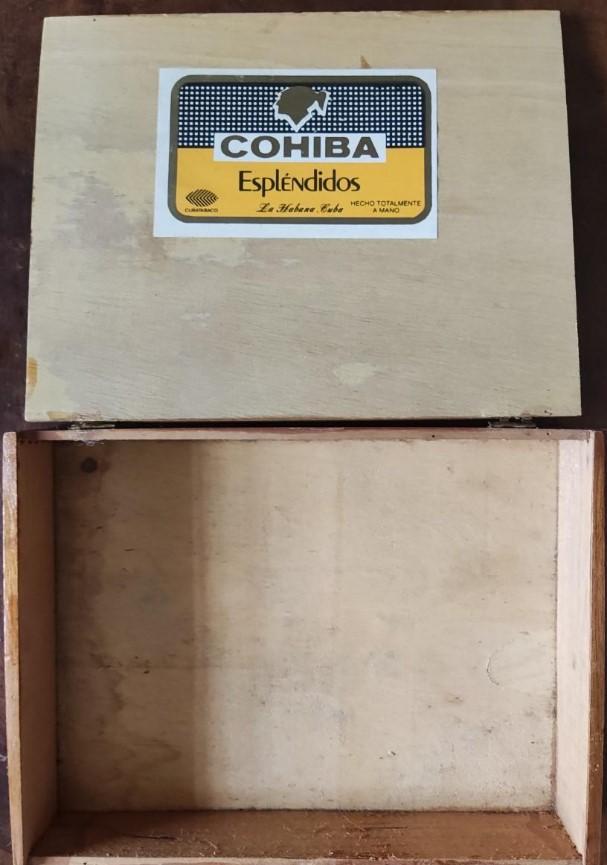 COHIBA
EspLÉndidos
La Habana, Cuba
HECHO TOTALMENTE
A MANO
CUBATABACO